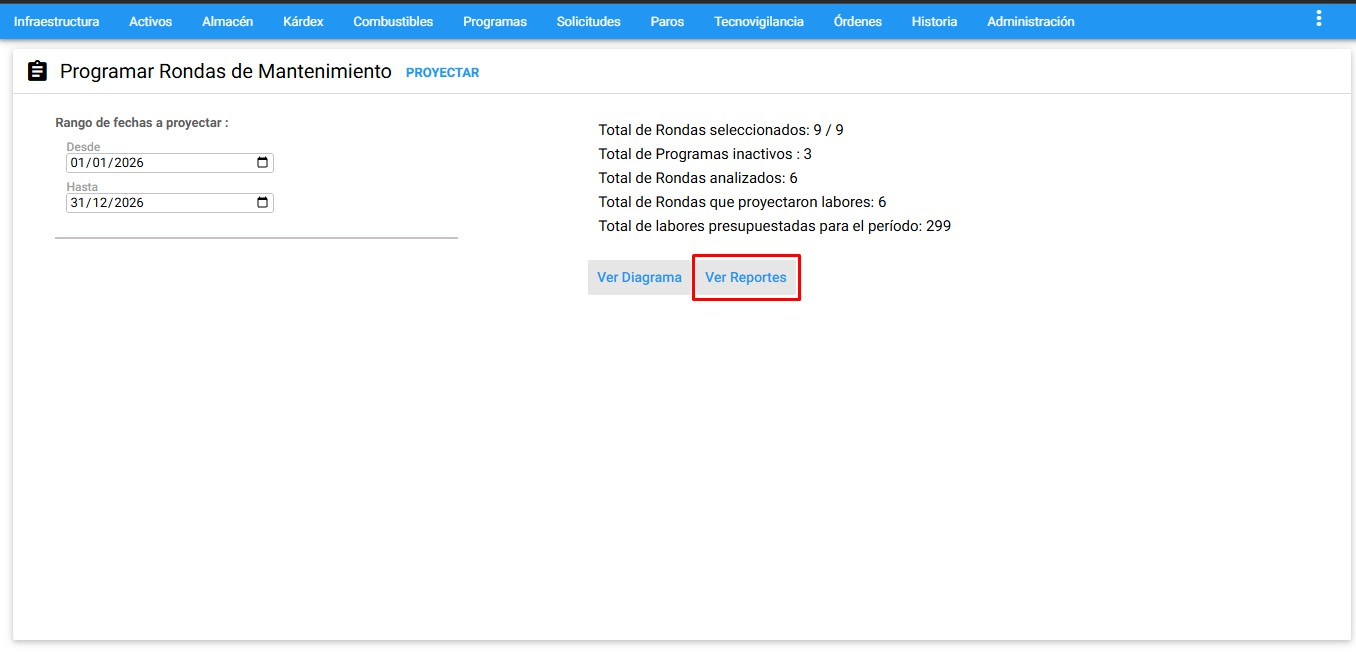 Infraestructura Activos Almacén Kárdex Combustibles Programas Solicitudes Paros Tecnovigilancia Órdenes Historia Administración
Programar Rondas de Mantenimiento PROYECTAR
Rango de fechas a proyectar :
Desde
01/01/2026
Hasta
31/12/2026
Total de Rondas seleccionados: 9 / 9
Total de Programas inactivos : 3
Total de Rondas analizados: 6
Total de Rondas que proyectaron labores: 6
Total de labores presupuestadas para el período: 299
Ver Diagrama Ver Reportes